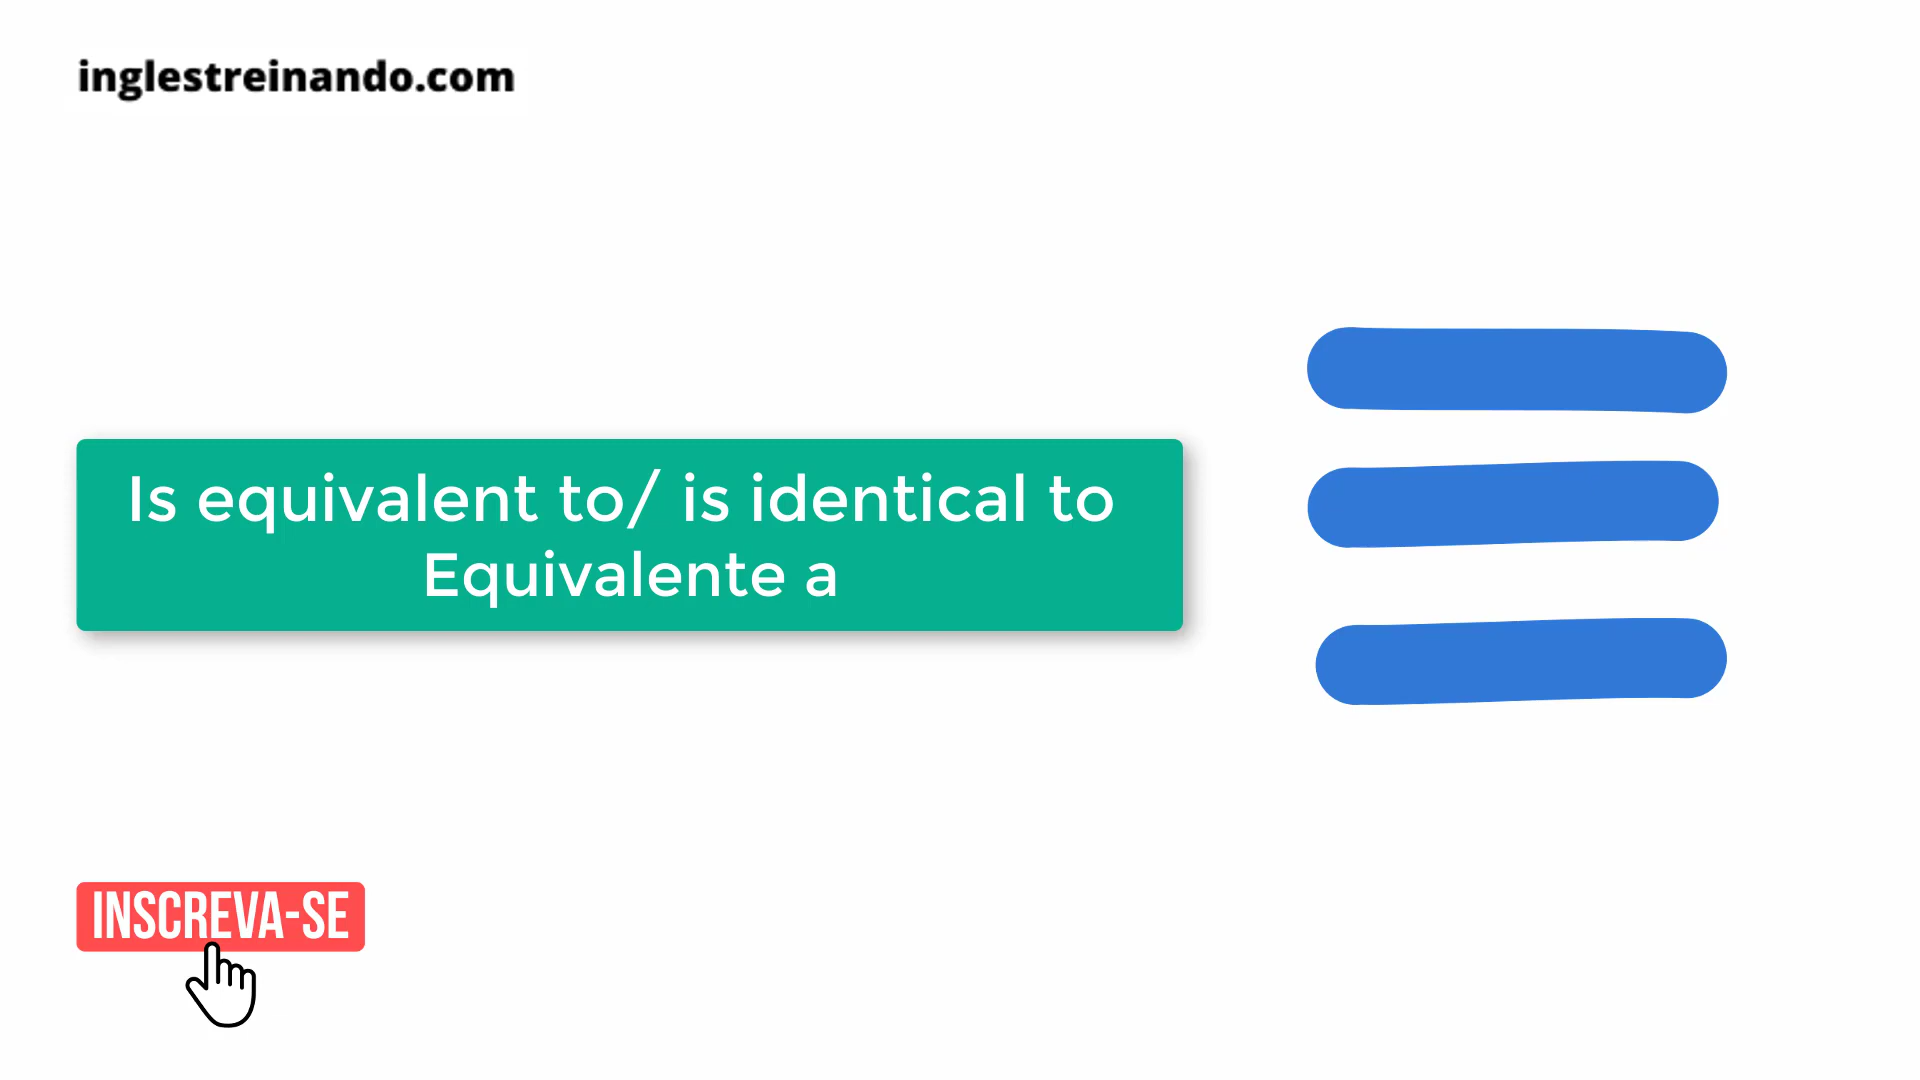 inglestreinando.com
Is equivalent to/ is identical to
Equivalente a
INSCREVA-SE